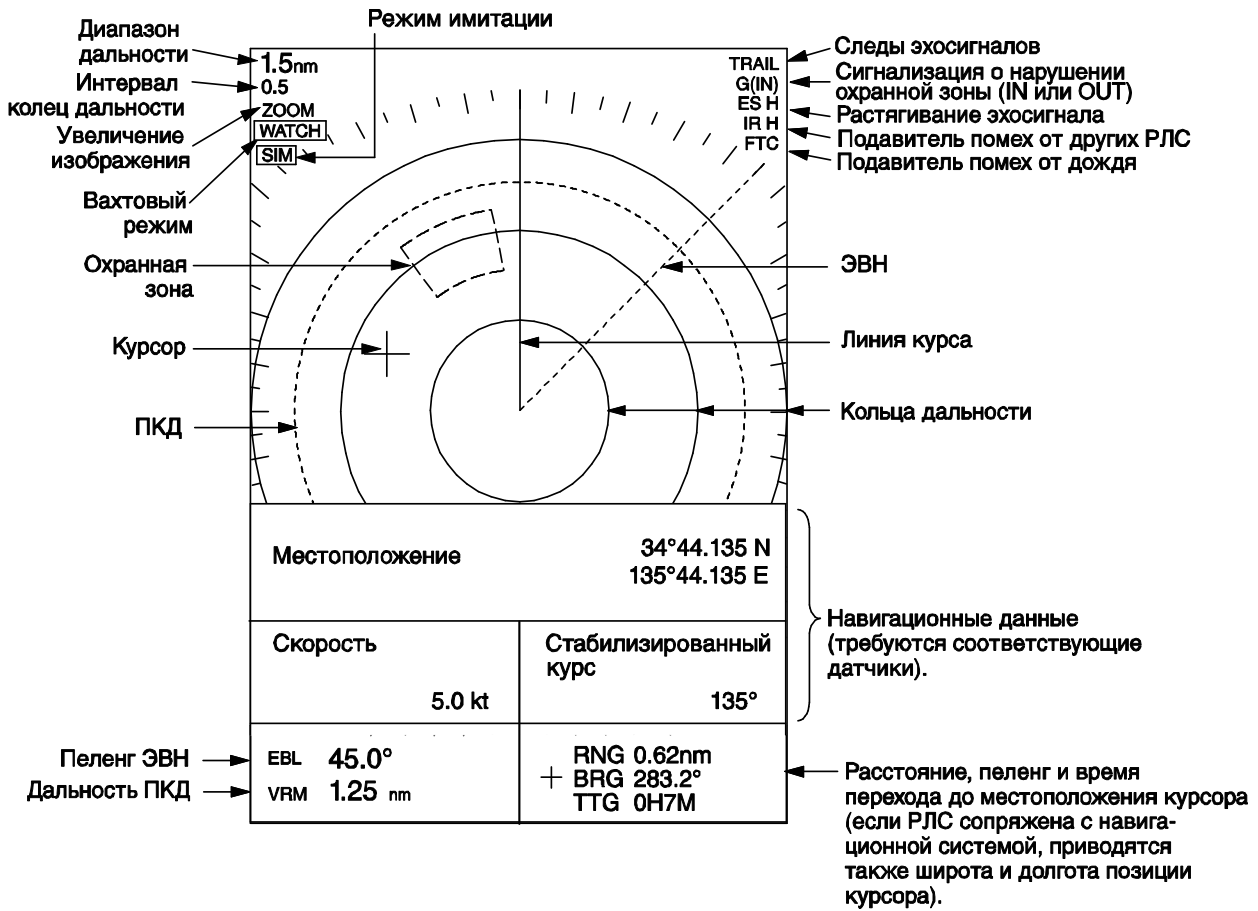 Режим имитации
Диапазон
дальности
Интервал
колец дальности
Увеличение
изображения
Вахтовый
режим
Охранная
зона
Курсор
ПКД
1.5nm
0.5
ZOOM
WATCH
SIM
TRAIL
G(IN)
ES H
IR H
FTC
Следы эхосигналов
Сигнализация о нарушении
охранной зоны (IN или OUT)
Растягивание эхосигнала
Подавитель помех от других РЛС
Подавитель помех от дождя
ЭВН
Линия курса
Кольца дальности
Местоположение
34°44.135 N
135°44.135 E
Скорость
5.0 kt
Стабилизированный
курс
135°
Навигационные данные
(требуются соответствующие
датчики).
Пеленг ЭВН
Дальность ПКД
EBL 45.0°
VRM 1.25 nm
RNG 0.62nm
+ BRG 283.2°
TTG 0H7M
Расстояние, пеленг и время
перехода до местоположения курсора
(если РЛС сопряжена с навига-
ционной системой, приводятся
также широта и долгота позиции
курсора).